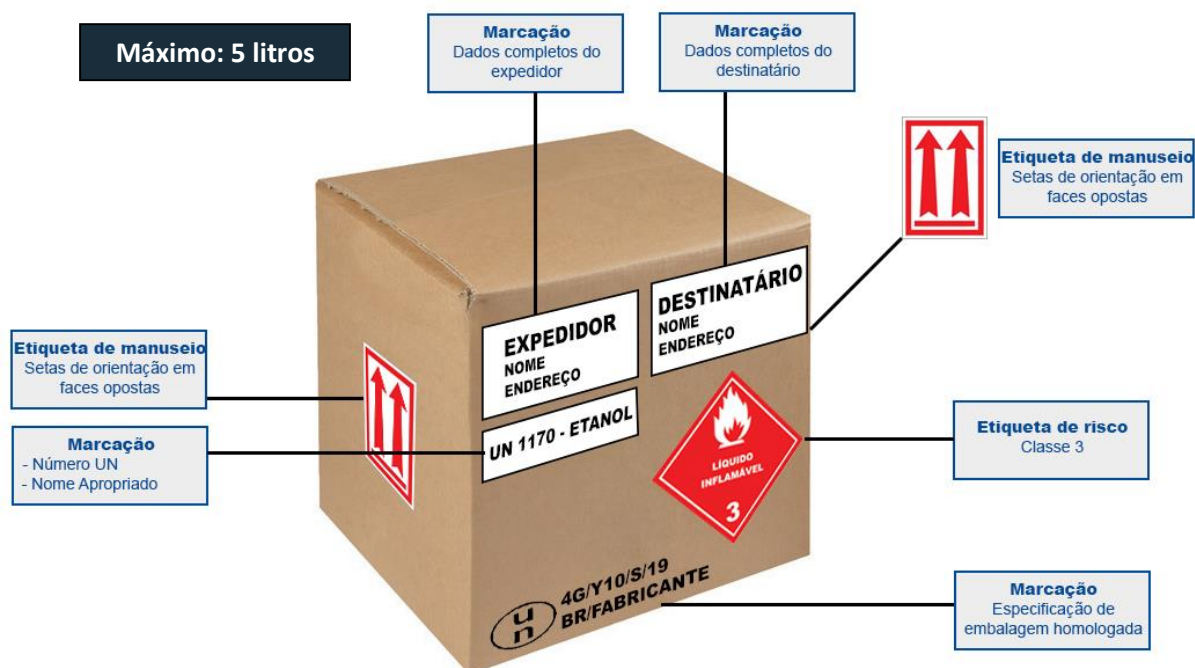 Máximo: 5 litros
Marcação
Dados completos do
expedidor
Marcação
Dados completos do
destinatário
Etiqueta de manuseio
Setas de orientação em
faces opostas
EXPEDIDOR
NOME
ENDEREÇO
DESTINATÁRIO
NOME
ENDEREÇO
Etiqueta de manuseio
Setas de orientação em
faces opostas
Marcação
- Número UN
- Nome Apropriado
UN 1170 - ETANOL
LÍQUIDO
INFLAMÁVEL
3
Etiqueta de risco
Classe 3
u
n
4G/Y10/S/19
BR/FABRICANTE
Marcação
Especificação de
embalagem homologada